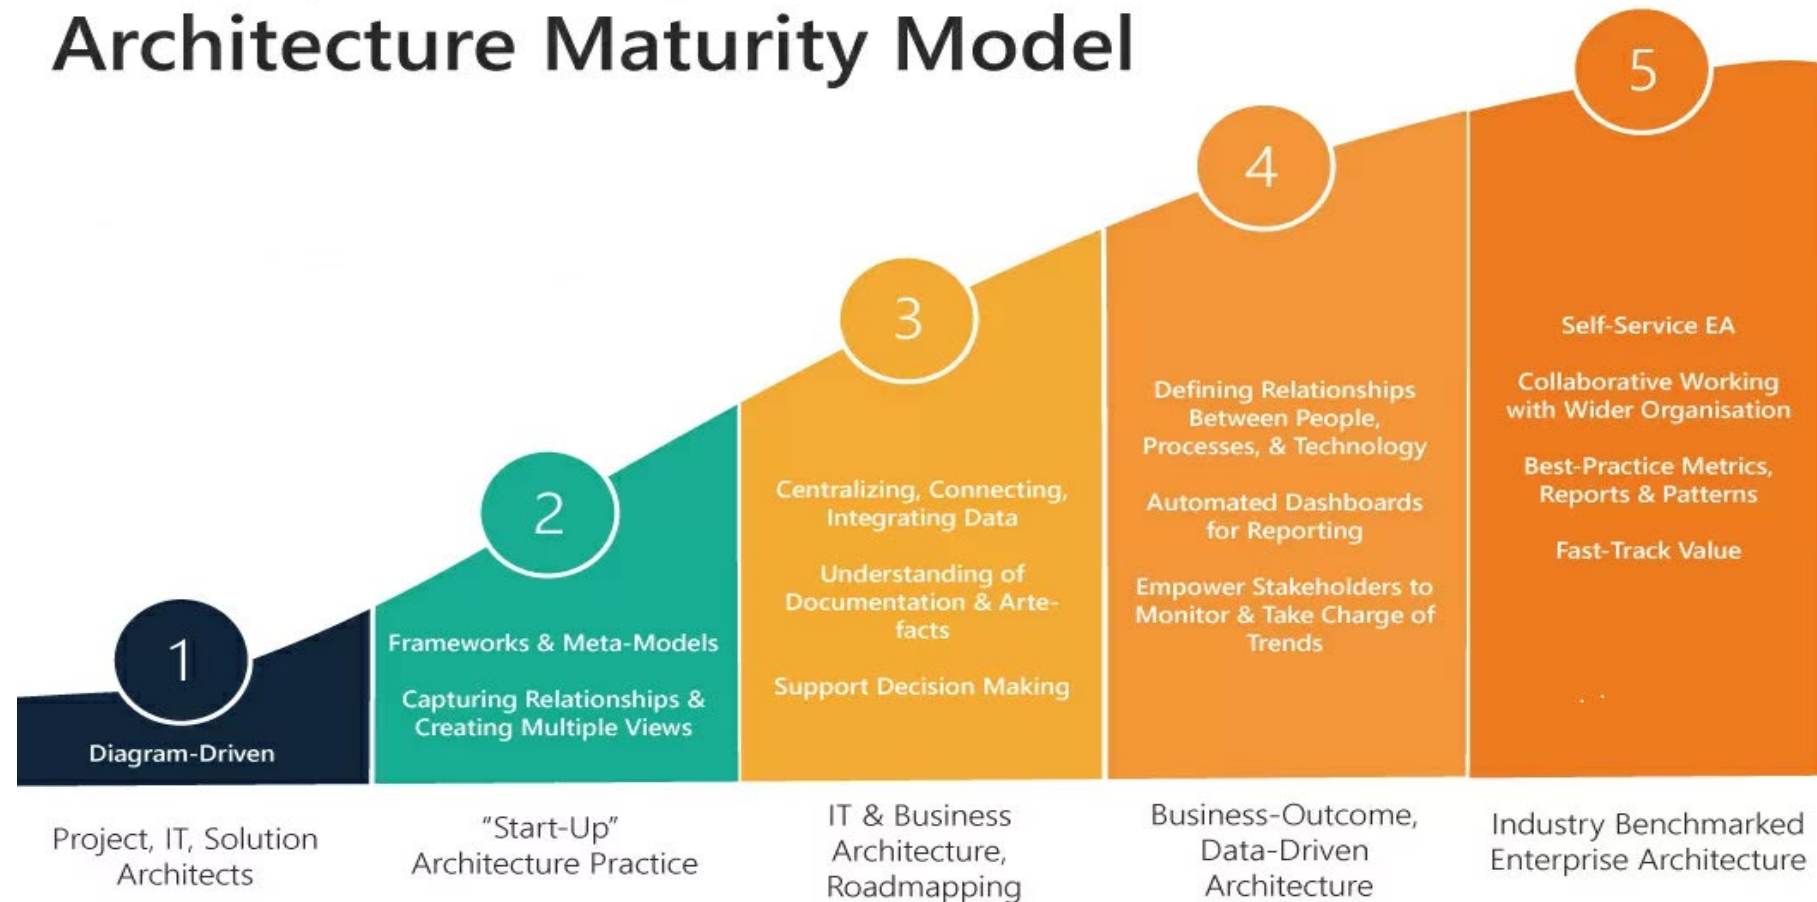 Architecture Maturity Model
1
Diagram-Driven
Project, IT, Solution
Architects
2
Frameworks & Meta-Models
Capturing Relationships &
Creating Multiple Views
"Start-Up"
Architecture Practice
3
Centralizing, Connecting,
Integrating Data
Understanding of
Documentation & Arte-
facts
Support Decision Making
IT & Business
Architecture,
Roadmapping
4
Defining Relationships
Between People,
Processes, & Technology
Automated Dashboards
for Reporting
Empower Stakeholders to
Monitor & Take Charge of
Trends
Business-Outcome,
Data-Driven
Architecture
5
Self-Service EA
Collaborative Working
with Wider Organisation
Best-Practice Metrics,
Reports & Patterns
Fast-Track Value
Industry Benchmarked
Enterprise Architecture